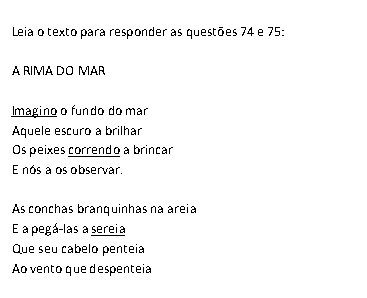 Leia o texto para responder as questões 74 e 75:
A RIMA DO MAR
Imagino o fundo do mar
Aquele escuro a brilhar
Os peixes correndo a brincar
E nós a os observar.
As conchas branquinhas na areia
E a pegá-las a sereia
Que seu cabelo penteia
Ao vento que despenteia